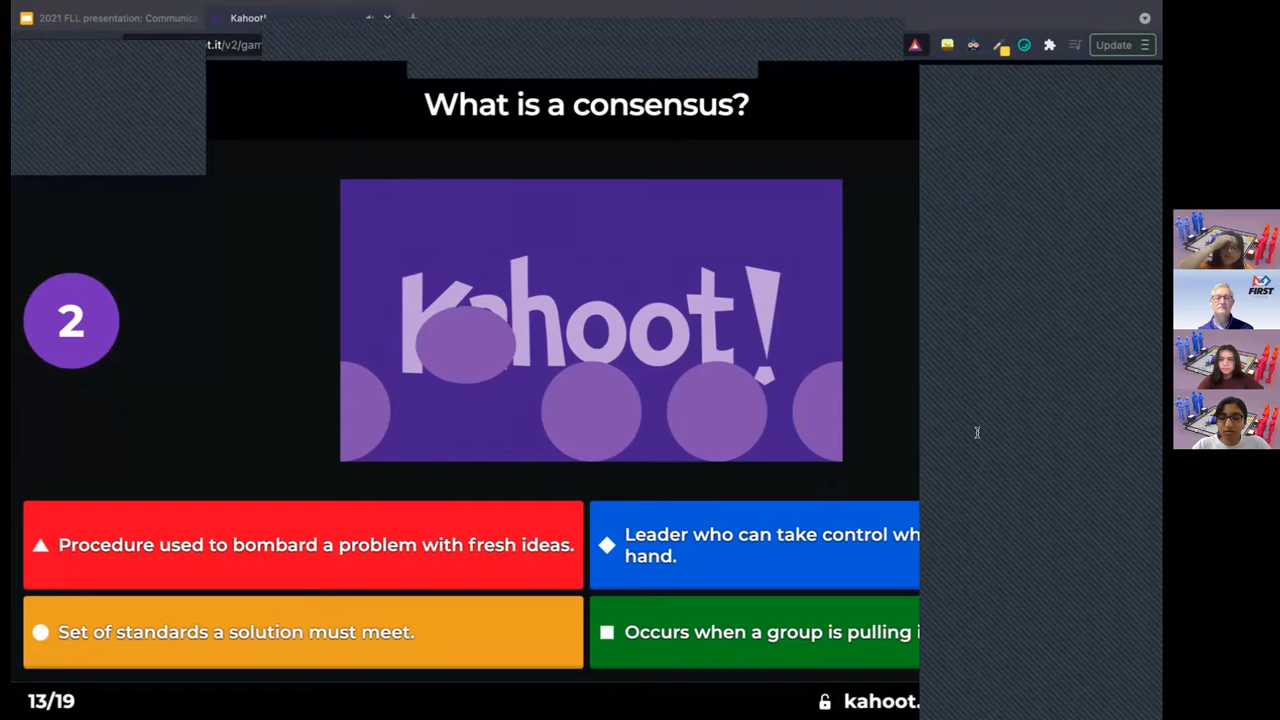 2021 FLL presentation: Communica
Kahoot!
ot.it/v2/gam
Update
What is a consensus?
Kahoot!
2
FIRST
Procedure used to bombard a problem with fresh ideas.
Leader who can take control wh
hand.
Set of standards a solution must meet.
Occurs when a group is pulling i
13/19
kahoot.